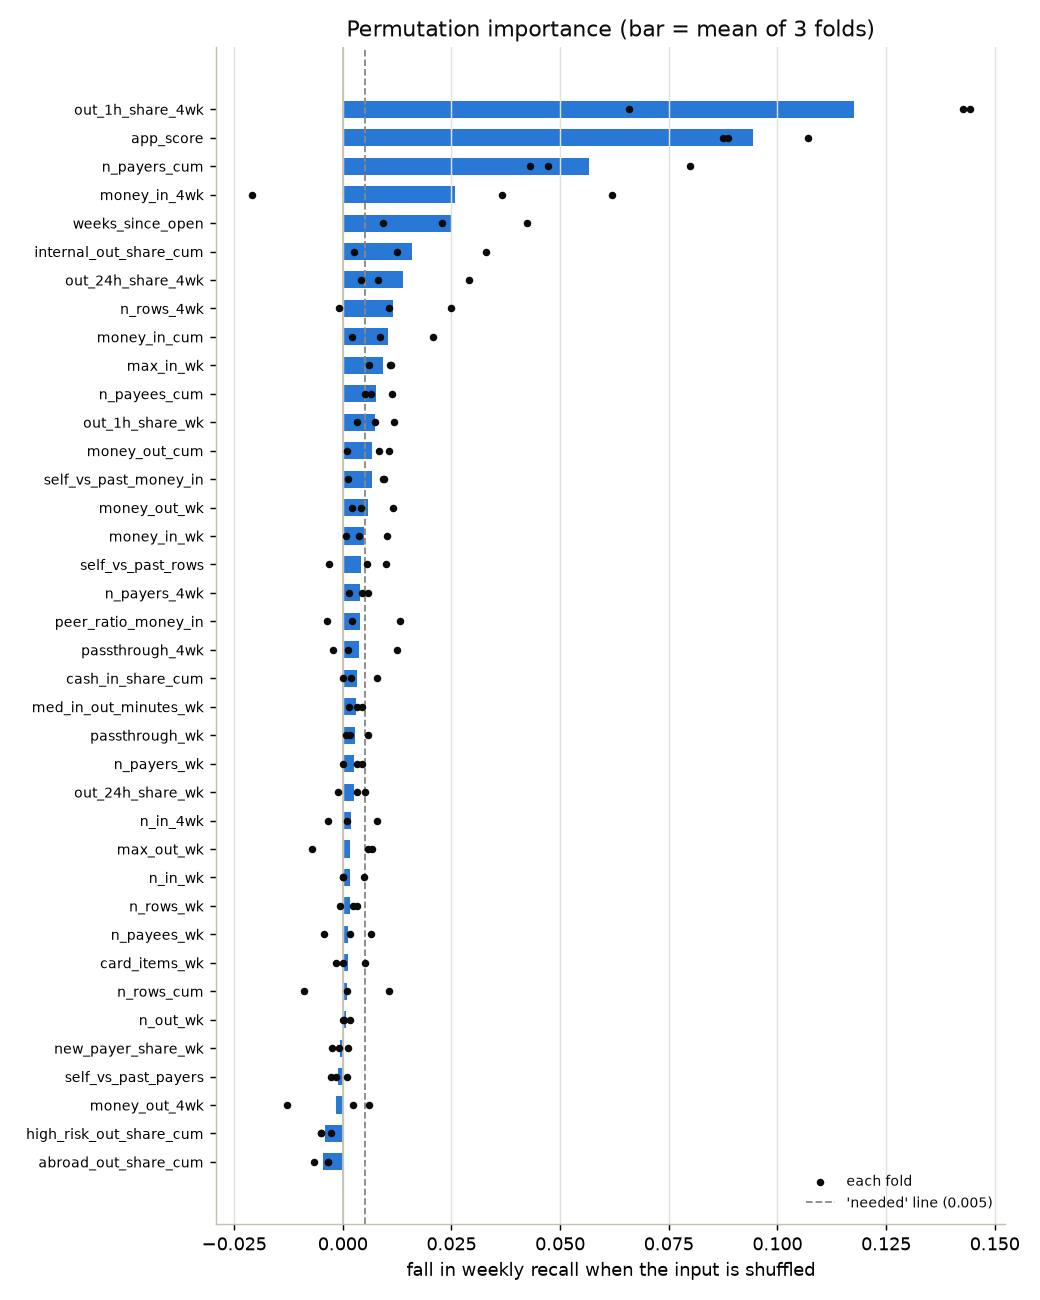 Permutation importance (bar = mean of 3 folds)
out_1h_share_4wk
app_score
n_payers_cum
money_in_4wk
weeks_since_open
internal_out_share_cum
out_24h_share_4wk
n_rows_4wk
money_in_cum
max_in_wk
n_payees_cum
out_1h_share_wk
money_out_cum
self_vs_past_money_in
money_out_wk
money_in_wk
self_vs_past_rows
n_payers_4wk
peer_ratio_money_in
passthrough_4wk
cash_in_share_cum
med_in_out_minutes_wk
passthrough_wk
n_payers_wk
out_24h_share_wk
n_in_4wk
max_out_wk
n_in_wk
n_rows_wk
n_payees_wk
card_items_wk
n_rows_cum
n_out_wk
new_payer_share_wk
self_vs_past_payers
money_out_4wk
high_risk_out_share_cum
abroad_out_share_cum
each fold
'needed' line (0.005)
−0.025 0.000 0.025 0.050 0.075 0.100 0.125 0.150
fall in weekly recall when the input is shuffled